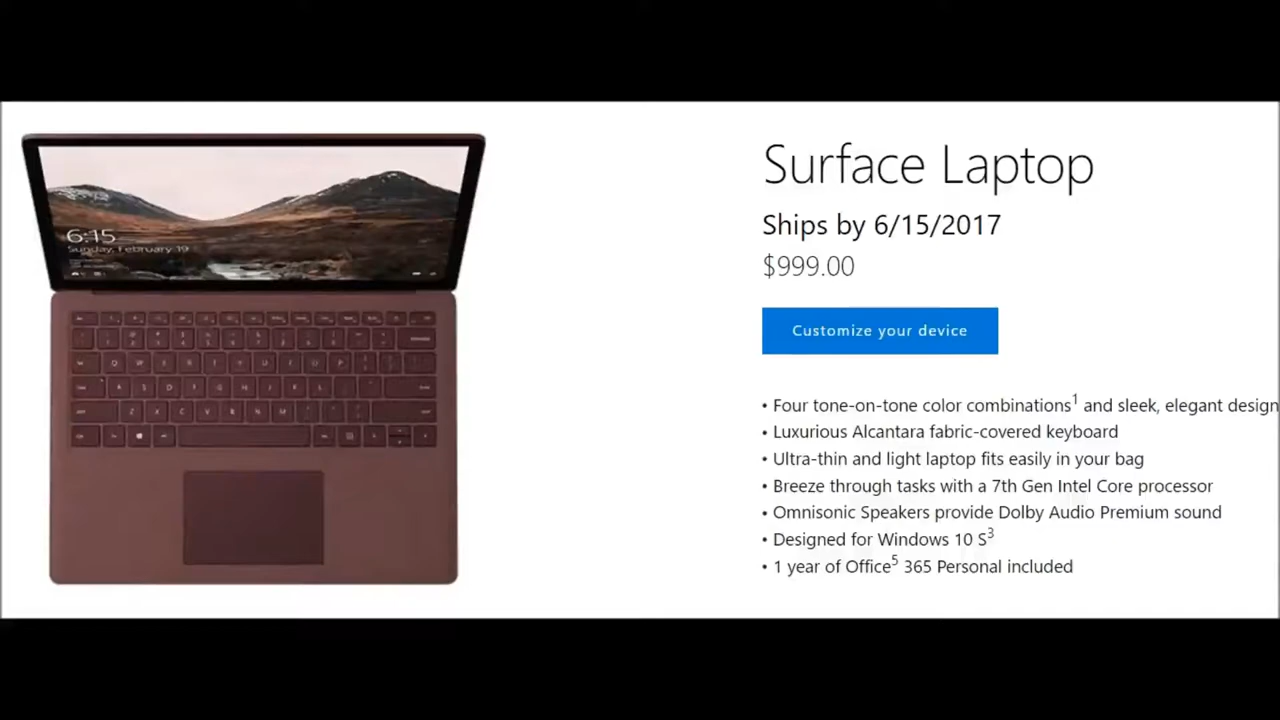 Surface Laptop
Ships by 6/15/2017
$999.00
Customize your device
• Four tone-on-tone color combinations¹ and sleek, elegant design
• Luxurious Alcantara fabric-covered keyboard
• Ultra-thin and light laptop fits easily in your bag
• Breeze through tasks with a 7th Gen Intel Core processor
• Omnisonic Speakers provide Dolby Audio Premium sound
• Designed for Windows 10 S³
• 1 year of Office⁵ 365 Personal included
6:15
Sunday, February 19